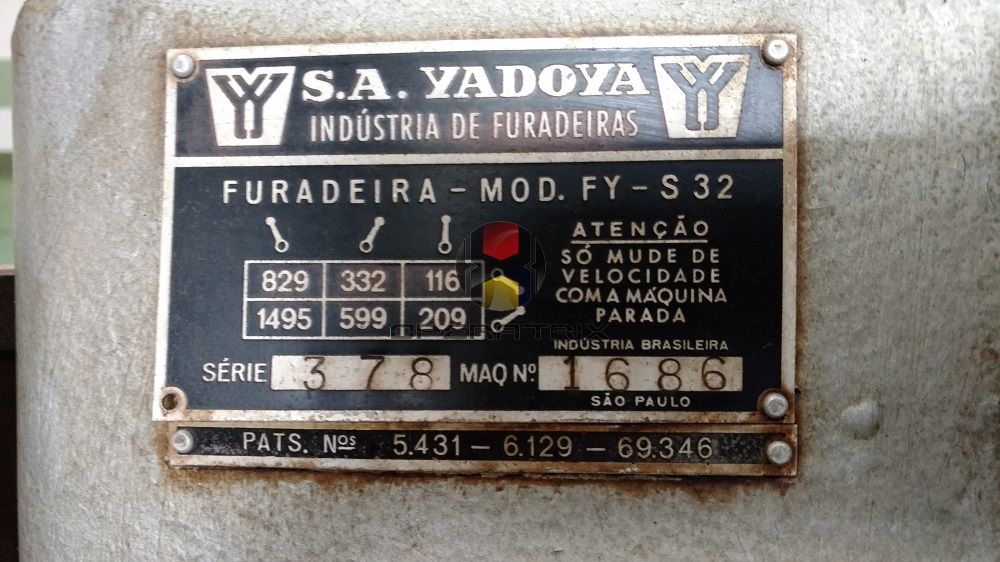 S.A. YADOYA
INDÚSTRIA DE FURADEIRAS
FURADEIRA - MOD. FY - S 32
829 332 116
1495 599 209
ATENÇÃO
SÓ MUDE DE
VELOCIDADE
COM A MÁQUINA
PARADA
INDÚSTRIA BRASILEIRA
SÉRIE 378 MAQ Nº 1686
SÃO PAULO
PATS. Nºs 5.431 - 6.129 - 69.346
OPERATRIX